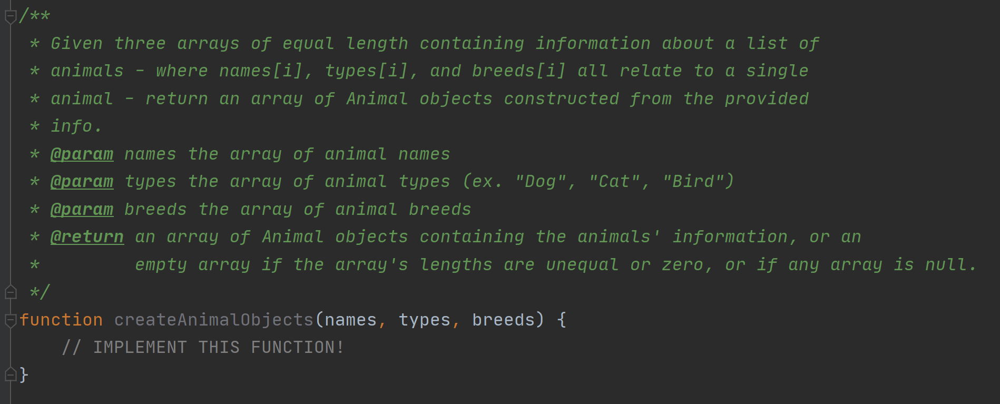 /**
 * Given three arrays of equal length containing information about a list of
 * animals - where names[i], types[i], and breeds[i] all relate to a single
 * animal - return an array of Animal objects constructed from the provided
 * info.
 * @param names the array of animal names
 * @param types the array of animal types (ex. "Dog", "Cat", "Bird")
 * @param breeds the array of animal breeds
 * @return an array of Animal objects containing the animals' information, or an
 *         empty array if the array's lengths are unequal or zero, or if any array is null.
 */
function createAnimalObjects(names, types, breeds) {
    // IMPLEMENT THIS FUNCTION!
}